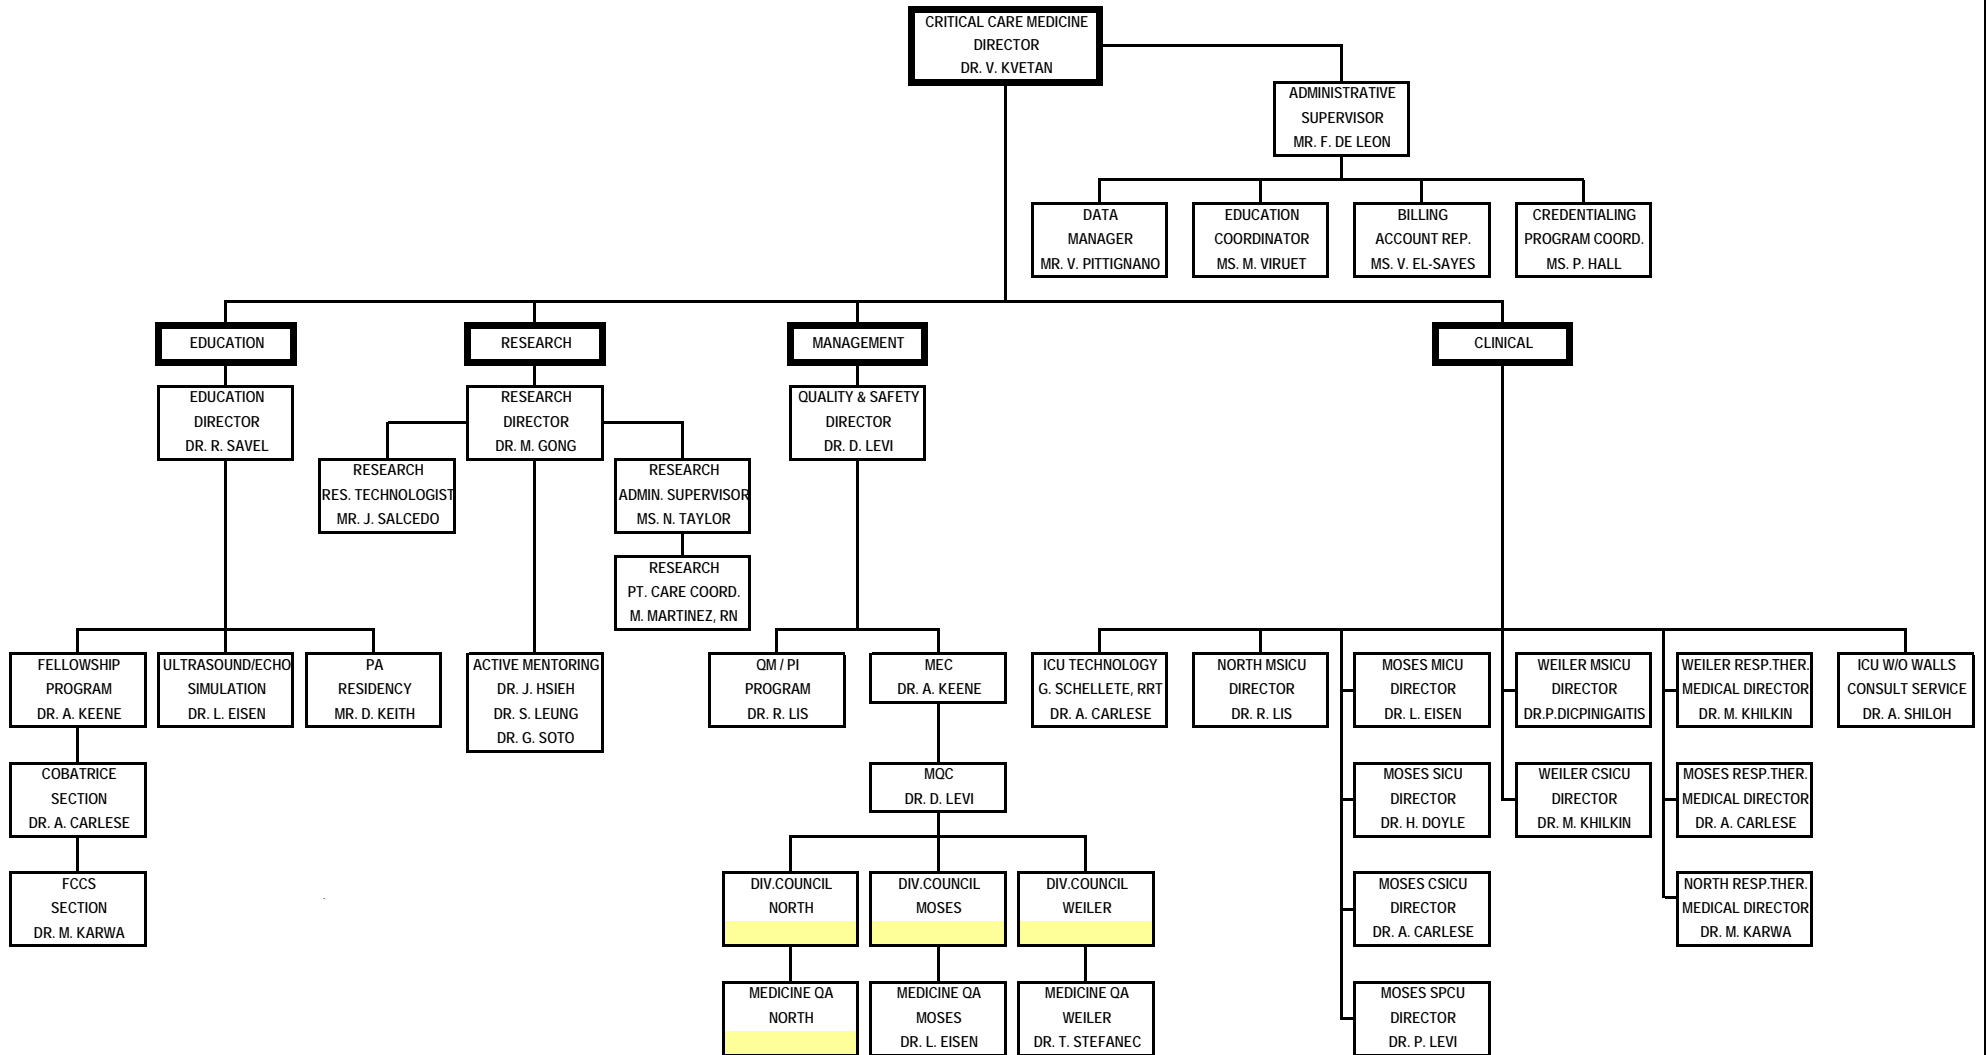 CRITICAL CARE MEDICINE
DIRECTOR
DR. V. KVETAN
ADMINISTRATIVE
SUPERVISOR
MR. F. DE LEON
DATA
MANAGER
MR. V. PITTIGNANO
EDUCATION
COORDINATOR
MS. M. VIRUET
BILLING
ACCOUNT REP.
MS. V. EL-SAYES
CREDENTIALING
PROGRAM COORD.
MS. P. HALL
EDUCATION
RESEARCH
MANAGEMENT
CLINICAL
EDUCATION
DIRECTOR
DR. R. SAVEL
RESEARCH
DIRECTOR
DR. M. GONG
QUALITY & SAFETY
DIRECTOR
DR. D. LEVI
RESEARCH
RES. TECHNOLOGIST
MR. J. SALCEDO
RESEARCH
ADMIN. SUPERVISOR
MS. N. TAYLOR
RESEARCH
PT. CARE COORD.
M. MARTINEZ, RN
FELLOWSHIP
PROGRAM
DR. A. KEENE
ULTRASOUND/ECHO
SIMULATION
DR. L. EISEN
PA
RESIDENCY
MR. D. KEITH
ACTIVE MENTORING
DR. J. HSIEH
DR. S. LEUNG
DR. G. SOTO
QM / PI
PROGRAM
DR. R. LIS
MEC
DR. A. KEENE
ICU TECHNOLOGY
G. SCHELLETE, RRT
DR. A. CARLESE
NORTH MSICU
DIRECTOR
DR. R. LIS
MOSES MICU
DIRECTOR
DR. L. EISEN
WEILER MSICU
DIRECTOR
DR.P.DICPINIGAITIS
WEILER RESP.THER.
MEDICAL DIRECTOR
DR. M. KHILKIN
ICU W/O WALLS
CONSULT SERVICE
DR. A. SHILOH
COBATRICE
SECTION
DR. A. CARLESE
MQC
DR. D. LEVI
MOSES SICU
DIRECTOR
DR. H. DOYLE
WEILER CSICU
DIRECTOR
DR. M. KHILKIN
MOSES RESP.THER.
MEDICAL DIRECTOR
DR. A. CARLESE
FCCS
SECTION
DR. M. KARWA
DIV.COUNCIL
NORTH
DIV.COUNCIL
MOSES
DIV.COUNCIL
WEILER
MOSES CSICU
DIRECTOR
DR. A. CARLESE
NORTH RESP.THER.
MEDICAL DIRECTOR
DR. M. KARWA
MEDICINE QA
NORTH
MEDICINE QA
MOSES
DR. L. EISEN
MEDICINE QA
WEILER
DR. T. STEFANEC
MOSES SPCU
DIRECTOR
DR. P. LEVI